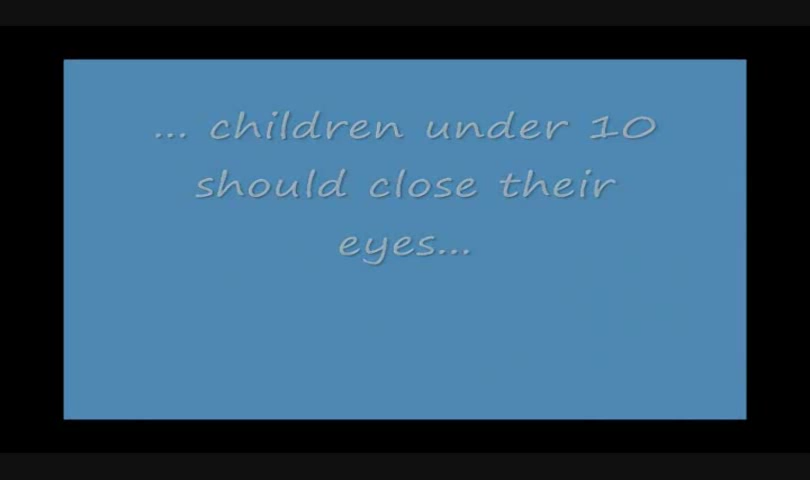 ... children under 10
should close their
eyes...